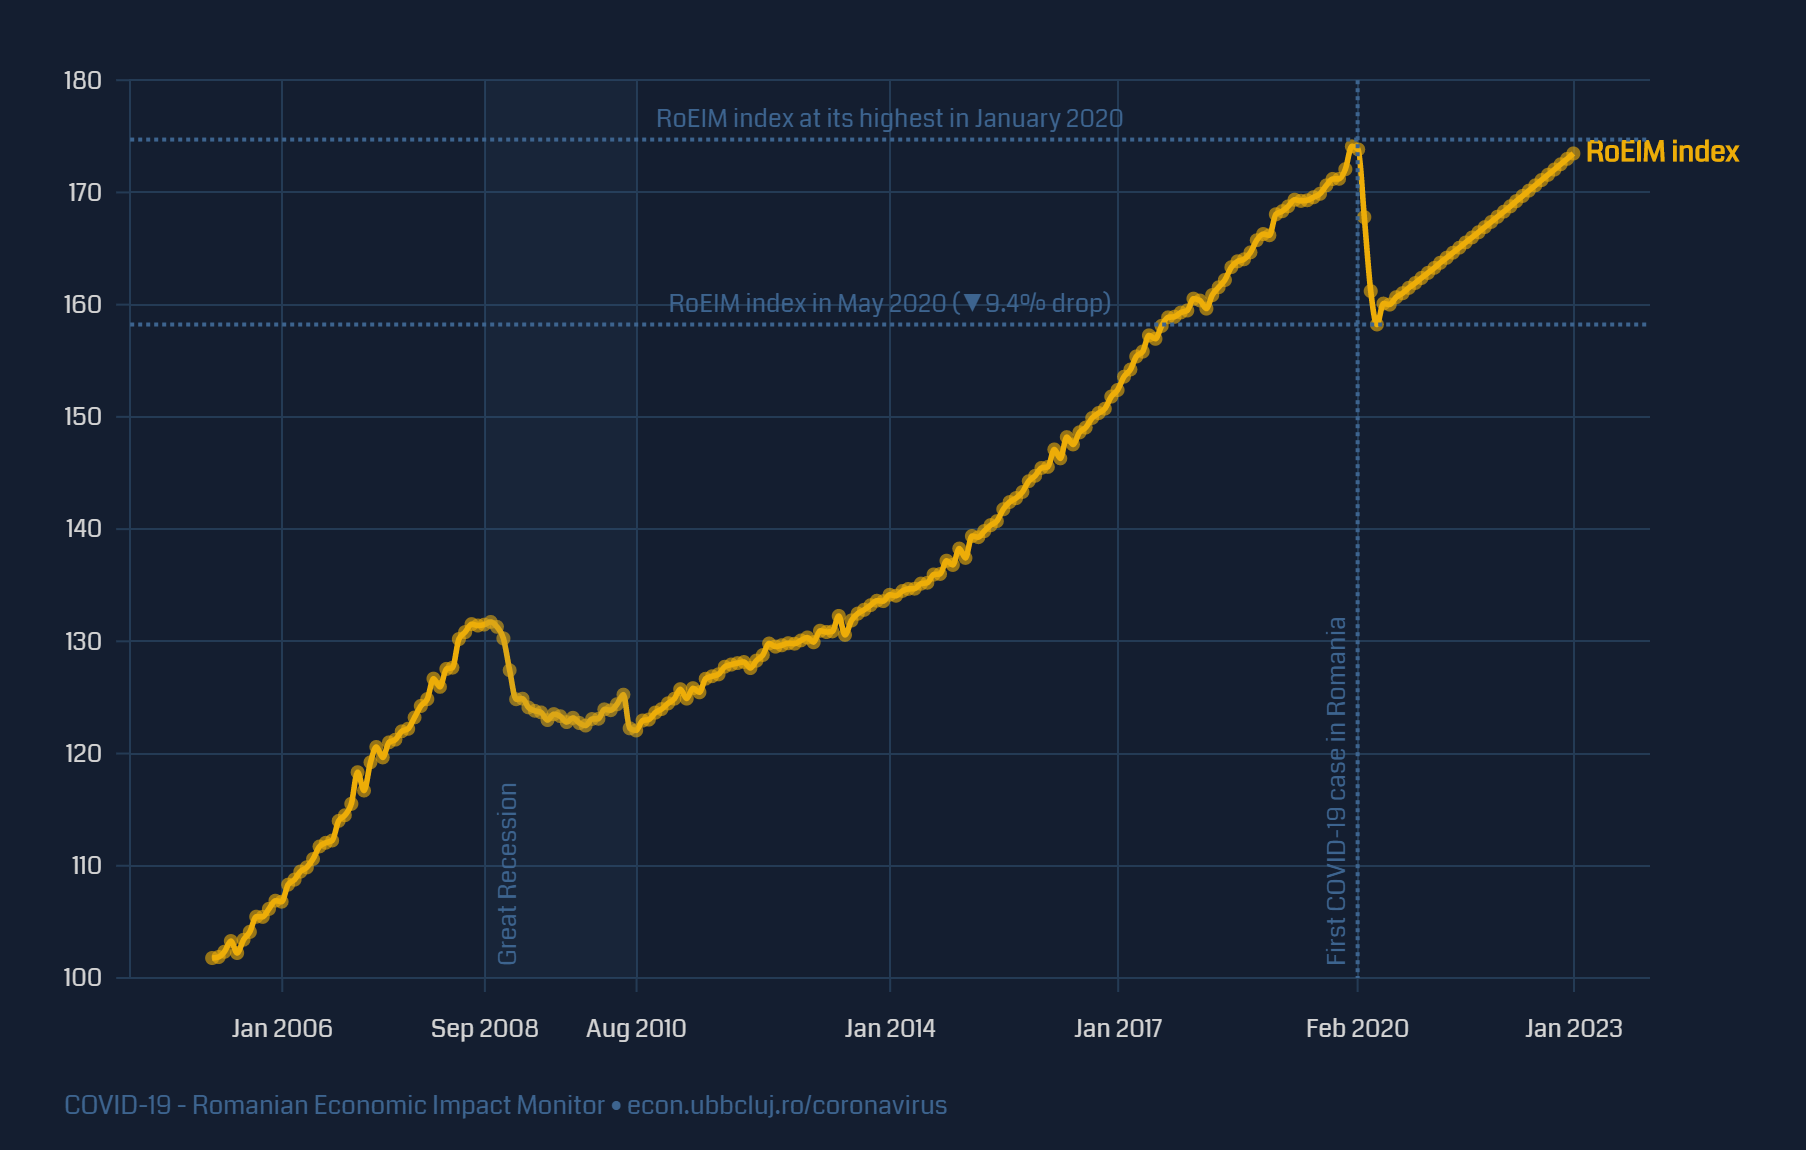 180
RoEIM index at its highest in January 2020
RoEIM index
170
160
RoEIM index in May 2020 (▼9.4% drop)
150
140
130
120
110
100
Great Recession
First COVID-19 case in Romania
Jan 2006
Sep 2008
Aug 2010
Jan 2014
Jan 2017
Feb 2020
Jan 2023
COVID-19 - Romanian Economic Impact Monitor • econ.ubbcluj.ro/coronavirus